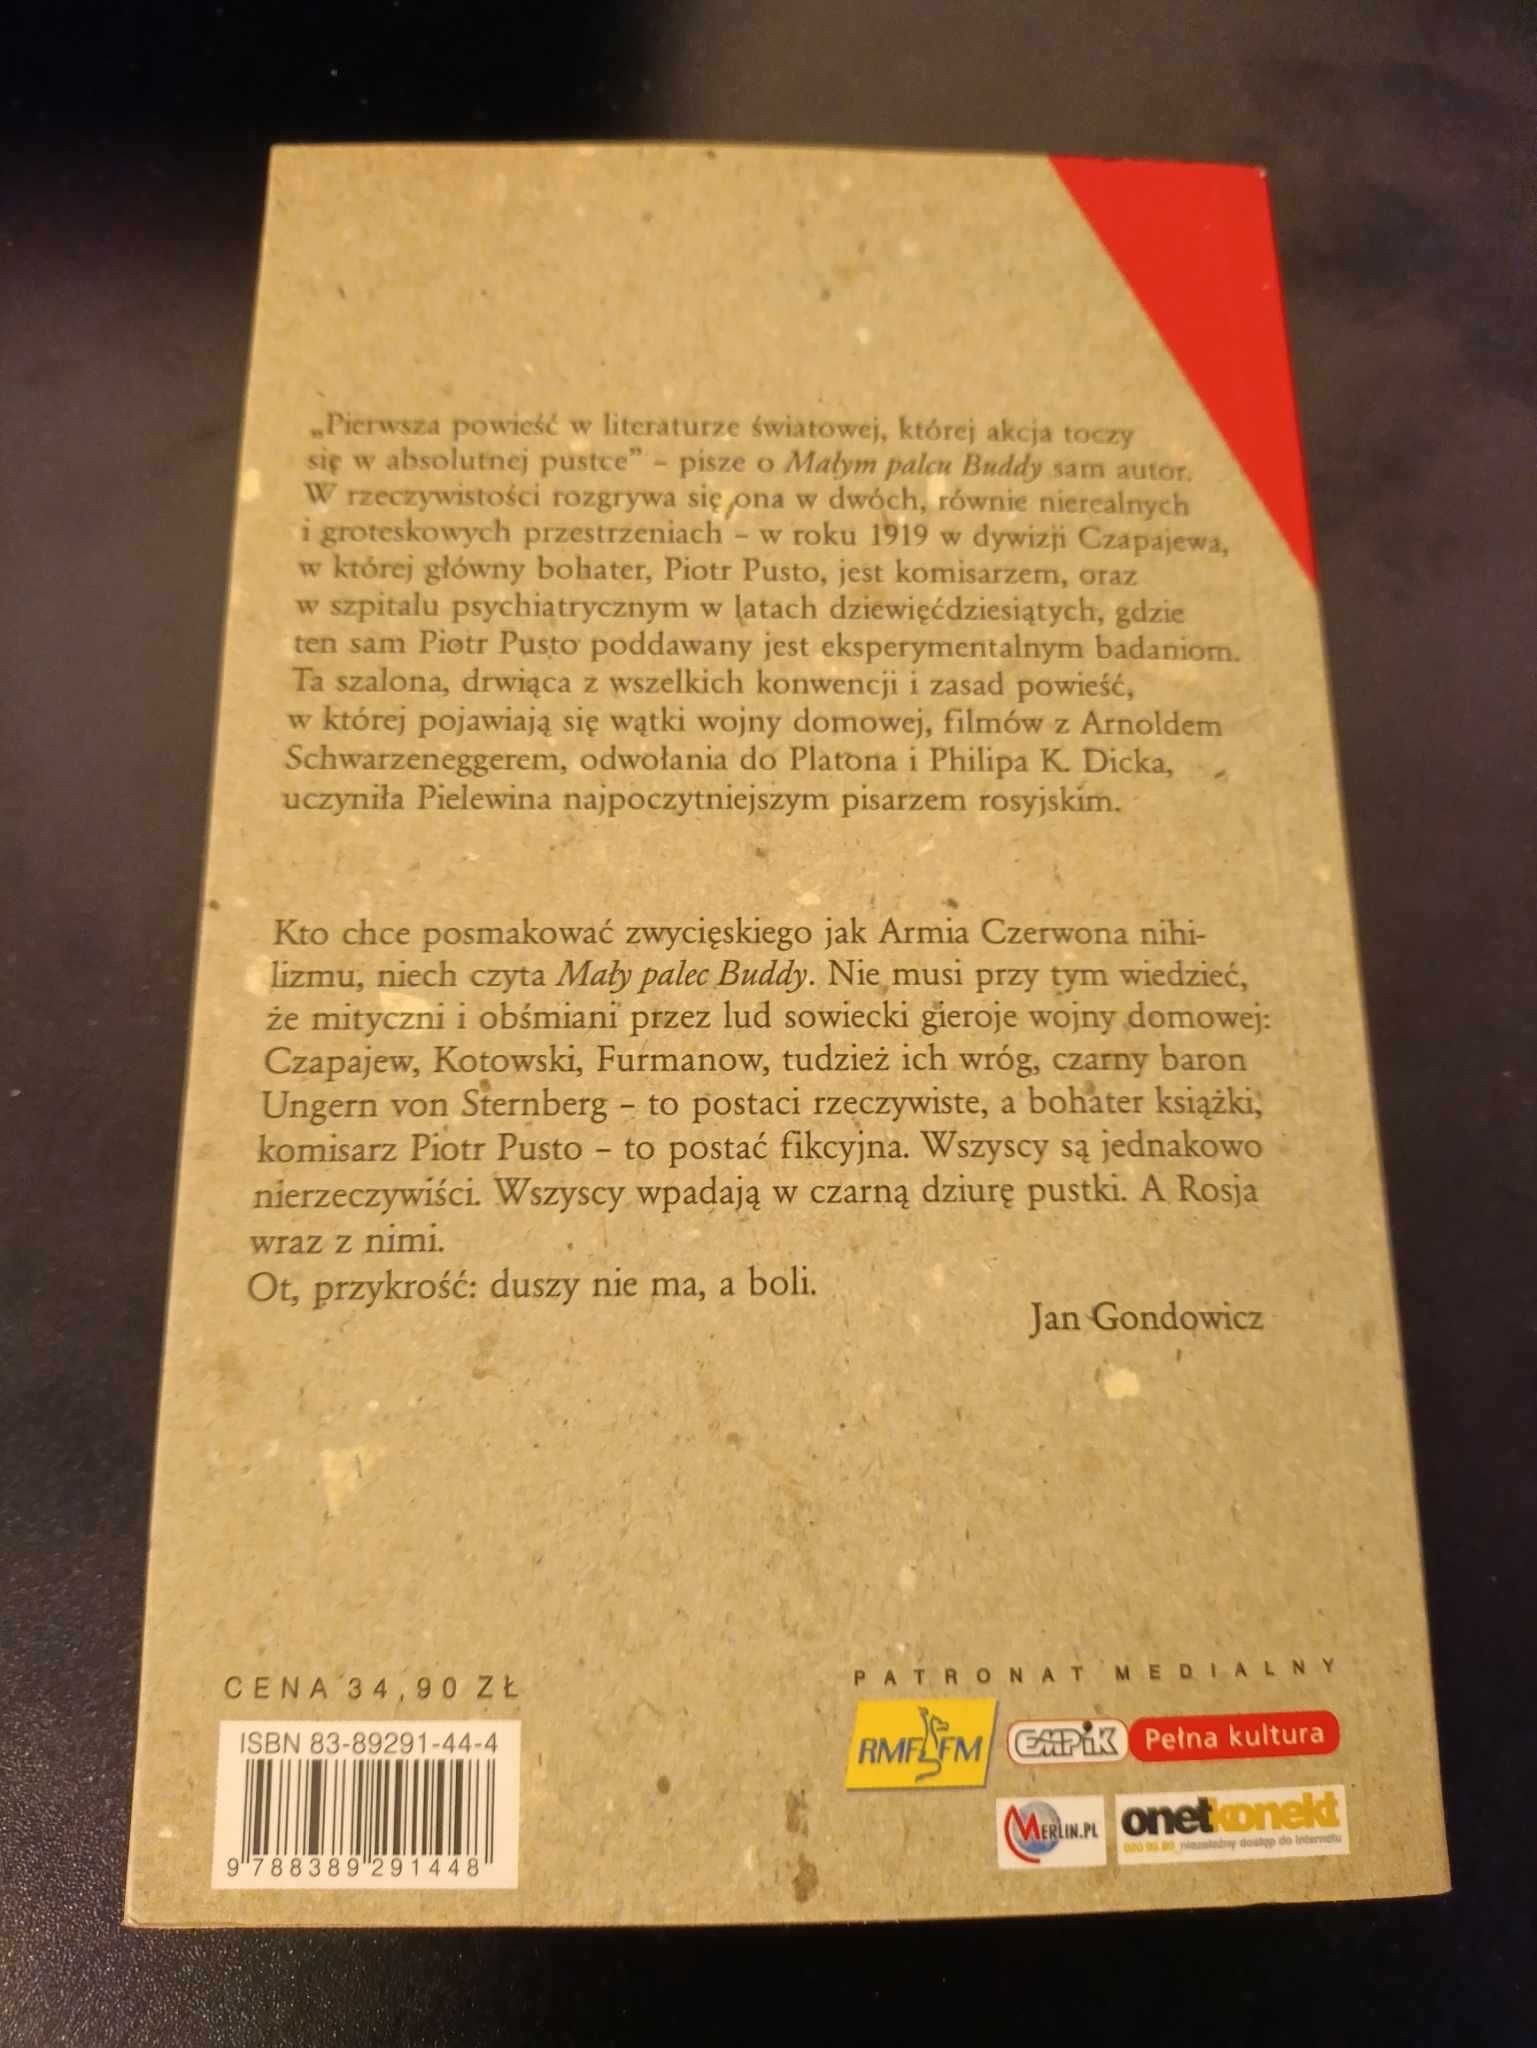 „Pierwsza powieść w literaturze światowej, której akcja toczy
się w absolutnej pustce” – pisze o Małym palcu Buddy sam autor.
W rzeczywistości rozgrywa się ona w dwóch, równie nierealnych
i groteskowych przestrzeniach – w roku 1919 w dywizji Czapajewa,
w której główny bohater, Piotr Pusto, jest komisarzem, oraz
w szpitalu psychiatrycznym w latach dziewięćdziesiątych, gdzie
ten sam Piotr Pusto poddawany jest eksperymentalnym badaniom.
Ta szalona, drwiąca z wszelkich konwencji i zasad powieść,
w której pojawiają się wątki wojny domowej, filmów z Arnoldem
Schwarzeneggerem, odwołania do Platona i Philipa K. Dicka,
uczyniła Pielewina najpoczytniejszym pisarzem rosyjskim.
Kto chce posmakować zwycięskiego jak Armia Czerwona nihi-
lizmu, niech czyta Mały palec Buddy. Nie musi przy tym wiedzieć,
że mityczni i obśmiani przez lud sowiecki gieroje wojny domowej:
Czapajew, Kotowski, Furmanow, tudzież ich wróg, czarny baron
Ungern von Sternberg – to postaci rzeczywiste, a bohater książki,
komisarz Piotr Pusto – to postać fikcyjna. Wszyscy są jednakowo
nierzeczywiści. Wszyscy wpadają w czarną dziurę pustki. A Rosja
wraz z nimi.
Ot, przykrość: duszy nie ma, a boli.
Jan Gondowicz
CENA 34,90 ZŁ
ISBN 83-89291-44-4
9 788389 291448
PATRONAT MEDIALNY
RMF FM
EMPiK Pełna kultura
MERLIN.PL
onetkonekt
020 95 80 niezależny dostęp do Internetu